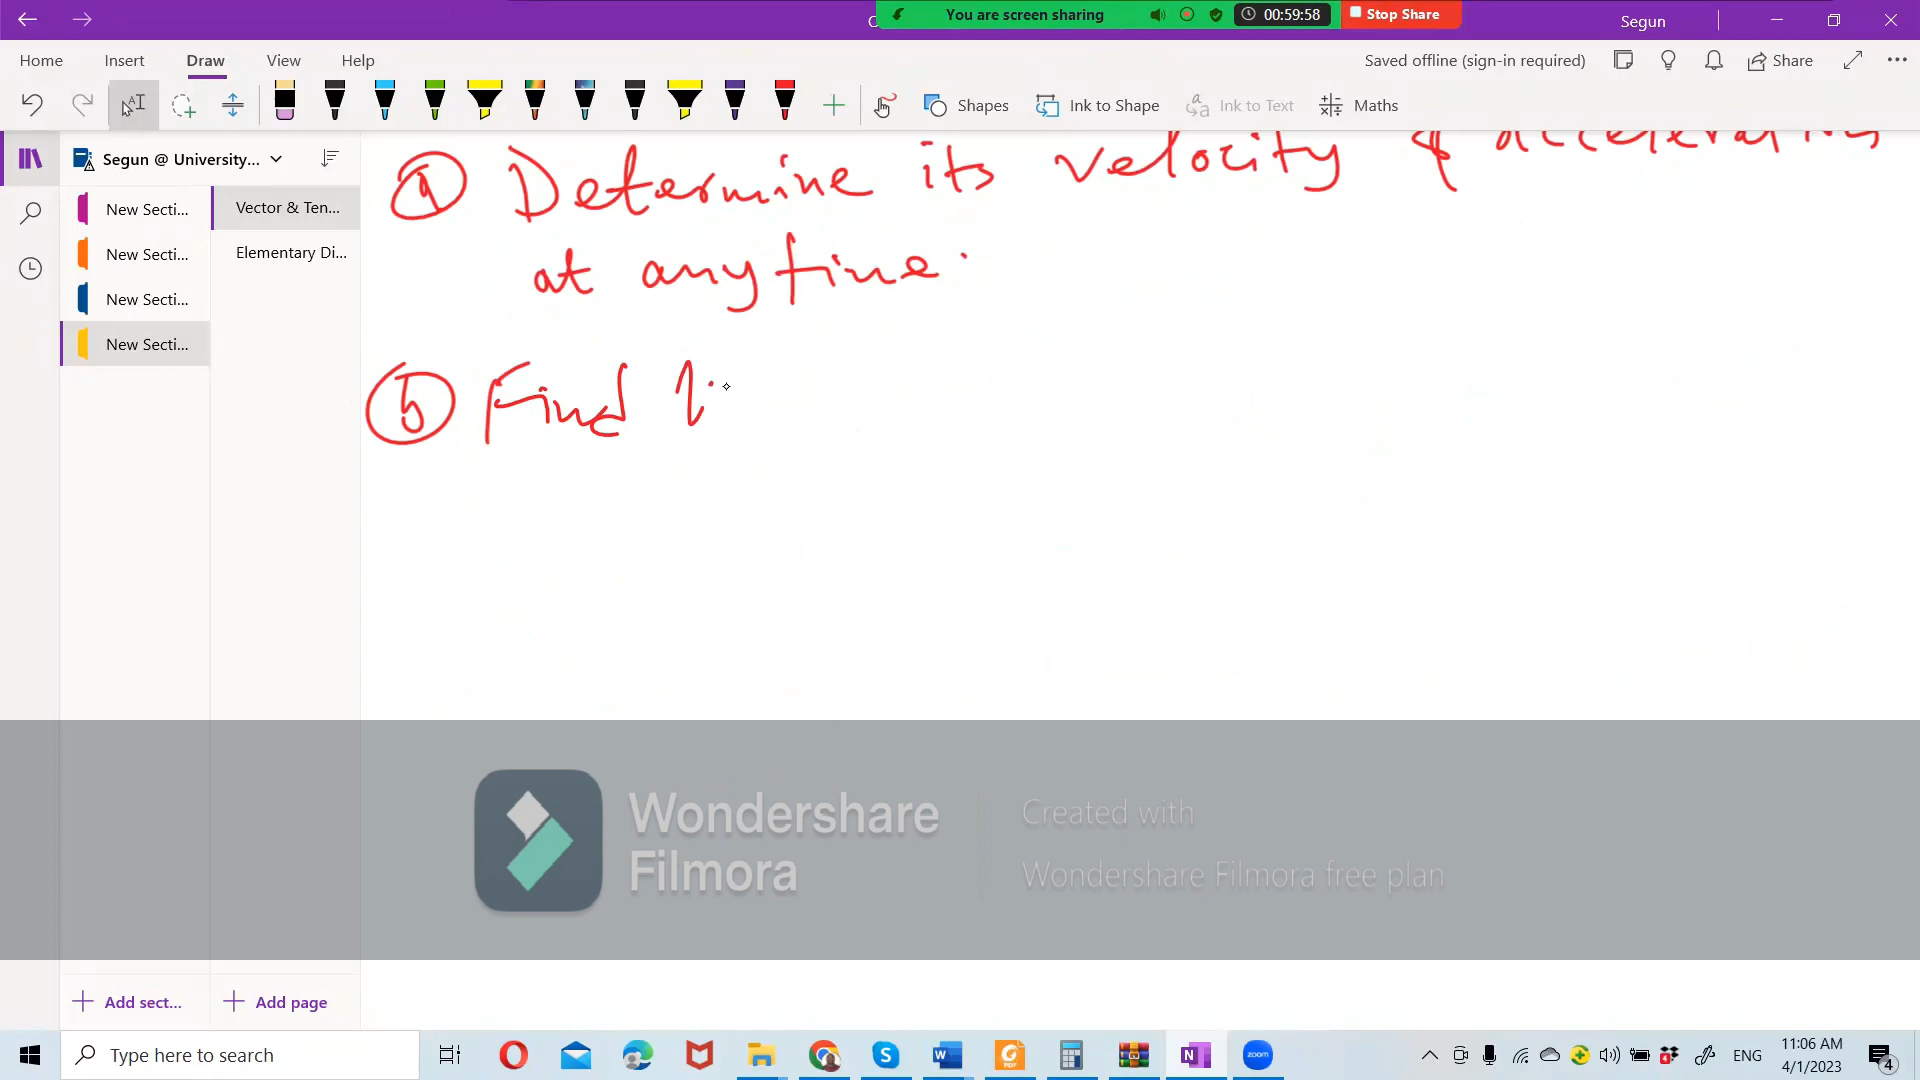 You are screen sharing
00:59:58
Stop Share
Segun
Home Insert Draw View Help
Saved offline (sign-in required)
Share
Shapes
Ink to Shape
Ink to Text
Maths
Segun @ University...
New Secti...
New Secti...
New Secti...
New Secti...
Vector & Ten...
Elementary Di...
a Determine its velocity &
at any time.
b Find
Wondershare
Filmora
Created with
Wondershare Filmora free plan
Add sect...
Add page
Type here to search
ENG
11:06 AM
4/1/2023
4